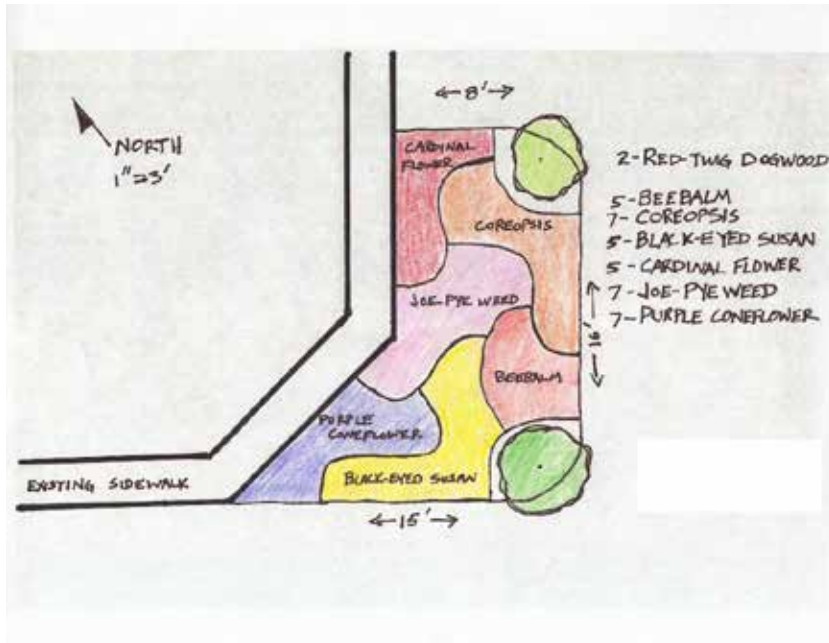 8'
NORTH
1"=3'
CARDINAL
FLOWER
COREOPSIS
JOE-PYE WEED
16'
BEEBALM
PURPLE
CONEFLOWER
BLACK-EYED SUSAN
EXISTING SIDEWALK
15'
2-RED-TWIG DOGWOOD
5-BEEBALM
7-COREOPSIS
5-BLACK-EYED SUSAN
5-CARDINAL FLOWER
7-JOE-PYE WEED
7-PURPLE CONEFLOWER